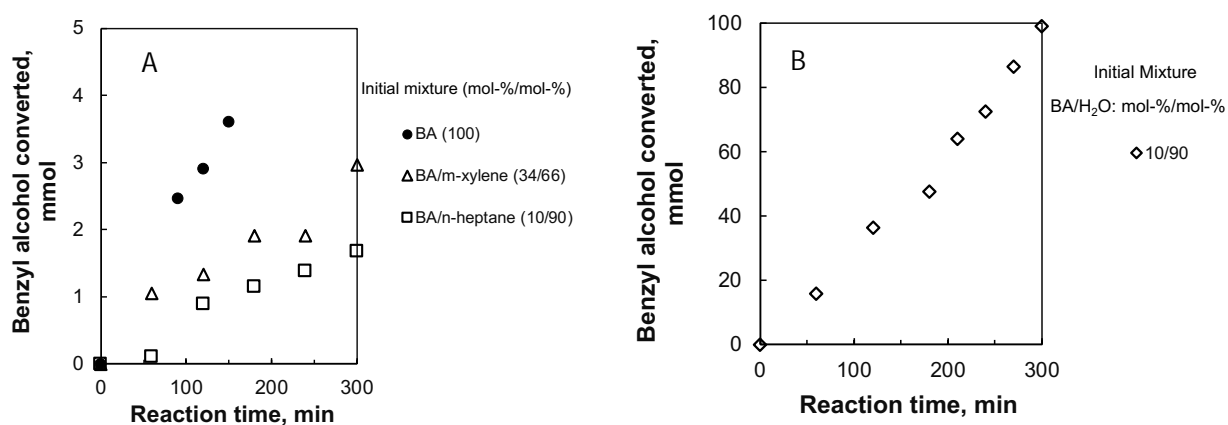 5
4
3
2
1
0
0
100
200
300
A
Benzyl alcohol converted,
mmol
Reaction time, min
Initial mixture (mol-%/mol-%)
BA (100)
BA/m-xylene (34/66)
BA/n-heptane (10/90)
100
80
60
40
20
0
0
100
200
300
B
Benzyl alcohol converted,
mmol
Reaction time, min
Initial Mixture
BA/H₂O: mol-%/mol-%
10/90